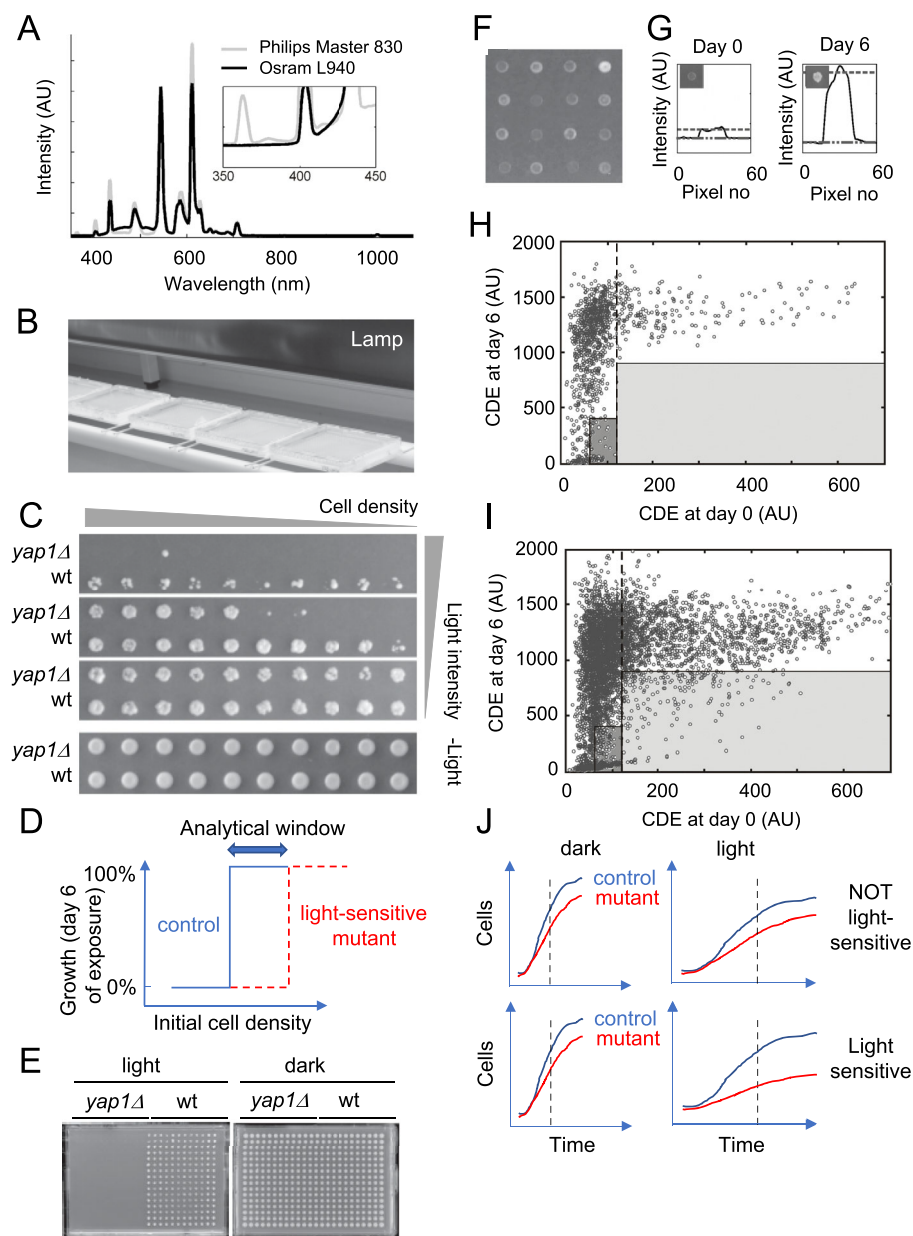 A
Philips Master 830
Osram L940
Intensity (AU)
350
400
450
400
600
800
1000
Wavelength (nm)
B
Lamp
C
Cell density
yap1Δ
wt
yap1Δ
wt
yap1Δ
wt
Light intensity
yap1Δ
wt
-Light
D
Analytical window
100%
control
light-sensitive
mutant
0%
Growth (day 6
of exposure)
Initial cell density
E
light
dark
yap1Δ
wt
yap1Δ
wt
F
G
Day 0
Day 6
Intensity (AU)
Intensity (AU)
0
60
0
60
Pixel no
Pixel no
H
2000
1500
1000
500
0
CDE at day 6 (AU)
0
200
400
600
CDE at day 0 (AU)
I
2000
1500
1000
500
0
CDE at day 6 (AU)
0
200
400
600
CDE at day 0 (AU)
J
dark
light
control
mutant
Cells
NOT
light-
sensitive
control
mutant
Cells
Light
sensitive
Time
Time